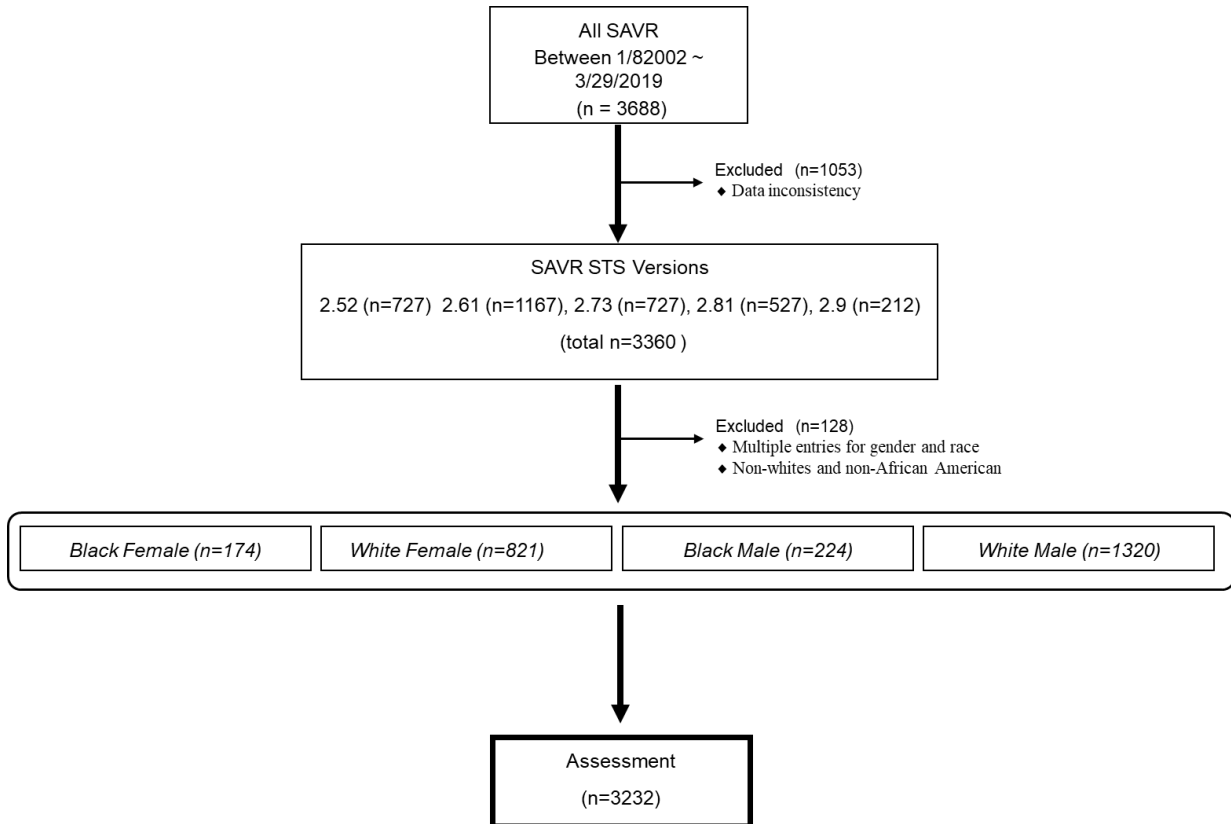 All SAVR
Between 1/82002 ~
3/29/2019
(n = 3688)
Excluded (n=1053)
♦ Data inconsistency
SAVR STS Versions
2.52 (n=727) 2.61 (n=1167), 2.73 (n=727), 2.81 (n=527), 2.9 (n=212)
(total n=3360 )
Excluded (n=128)
♦ Multiple entries for gender and race
♦ Non-whites and non-African American
Black Female (n=174)
White Female (n=821)
Black Male (n=224)
White Male (n=1320)
Assessment
(n=3232)